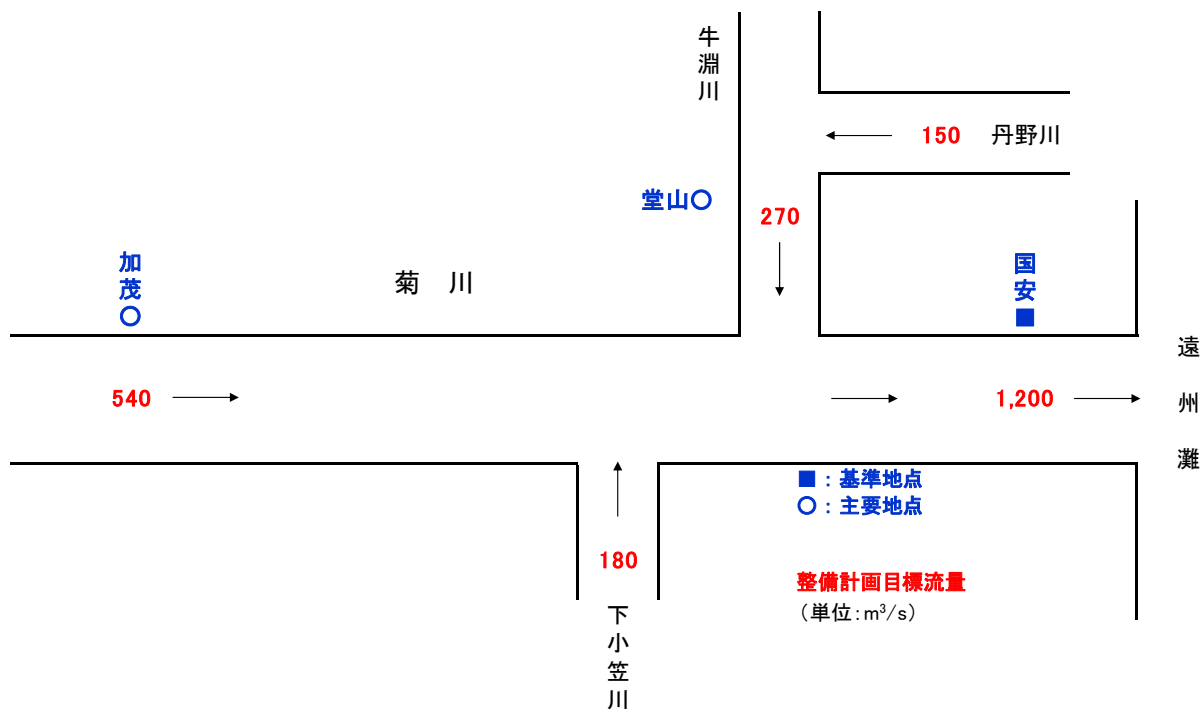 牛淵川
150 丹野川
堂山○
270
加茂○
菊 川
国安■
遠州灘
540
1,200
■：基準地点
○：主要地点
180
下小笠川
整備計画目標流量
（単位：m³/s）